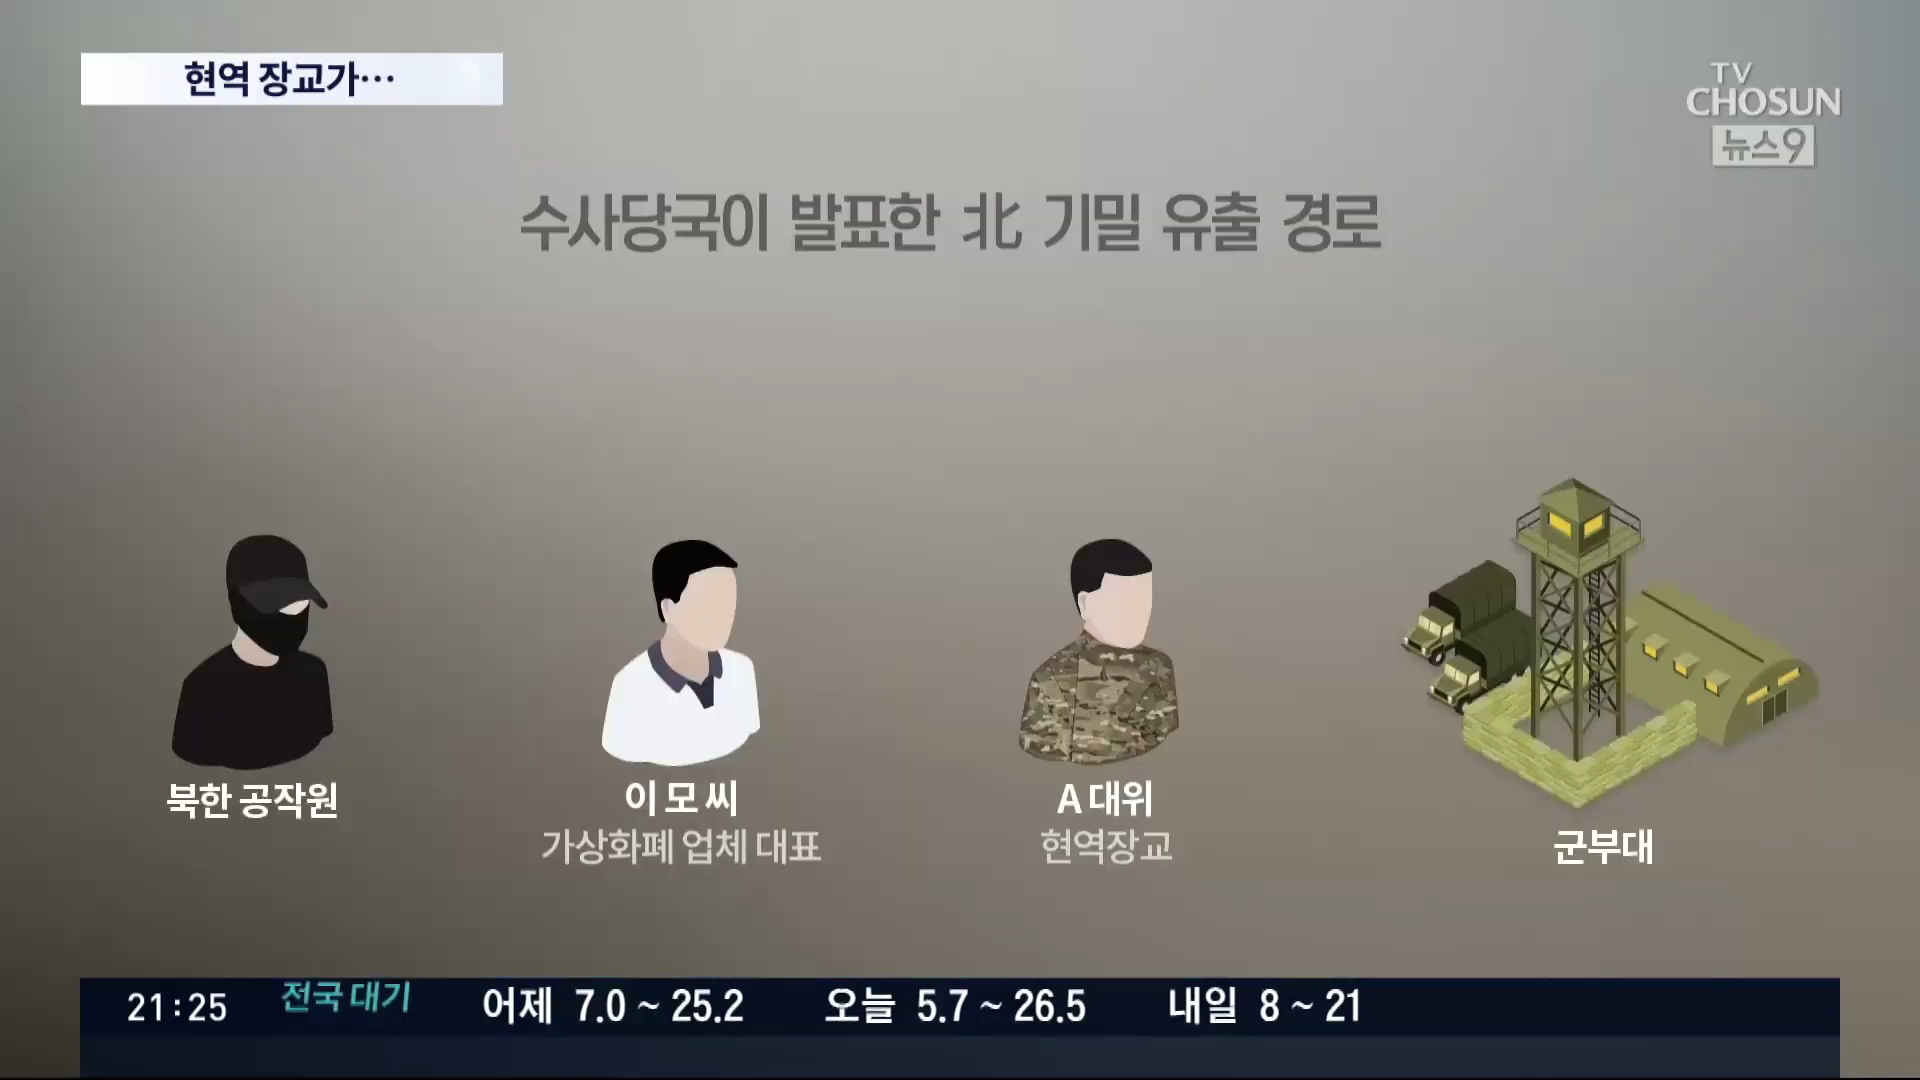 현역 장교가…
TV
CHOSUN
뉴스9
수사당국이 발표한 北 기밀 유출 경로
북한 공작원
이 모 씨
가상화폐 업체 대표
A 대위
현역장교
군부대
21:25 전국 대기 어제 7.0 ~ 25.2 오늘 5.7 ~ 26.5 내일 8 ~ 21